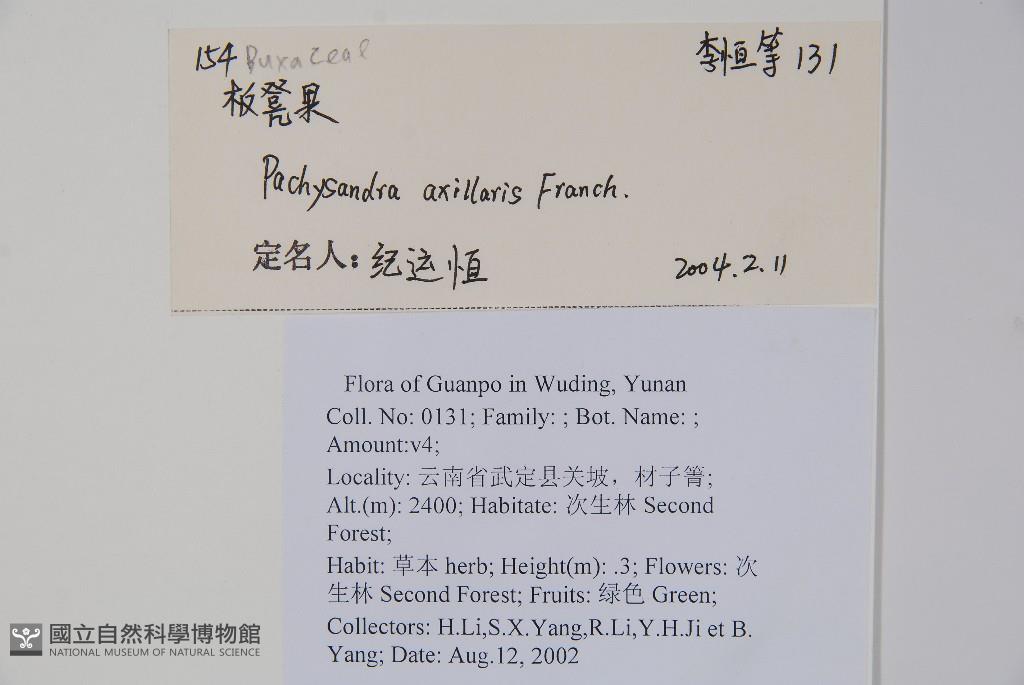 154 Buxaceae 李恒等 131
板凳果
Pachysandra axillaris Franch.
定名人：纪运恒 2004.2.11
Flora of Guanpo in Wuding, Yunan
Coll. No: 0131; Family: ; Bot. Name: ;
Amount:v4;
Locality: 云南省武定县关坡，材子箐;
Alt.(m): 2400; Habitate: 次生林 Second
Forest;
Habit: 草本 herb; Height(m): .3; Flowers: 次
生林 Second Forest; Fruits: 绿色 Green;
Collectors: H.Li,S.X.Yang,R.Li,Y.H.Ji et B.
Yang; Date: Aug.12, 2002
國立自然科學博物館
NATIONAL MUSEUM OF NATURAL SCIENCE